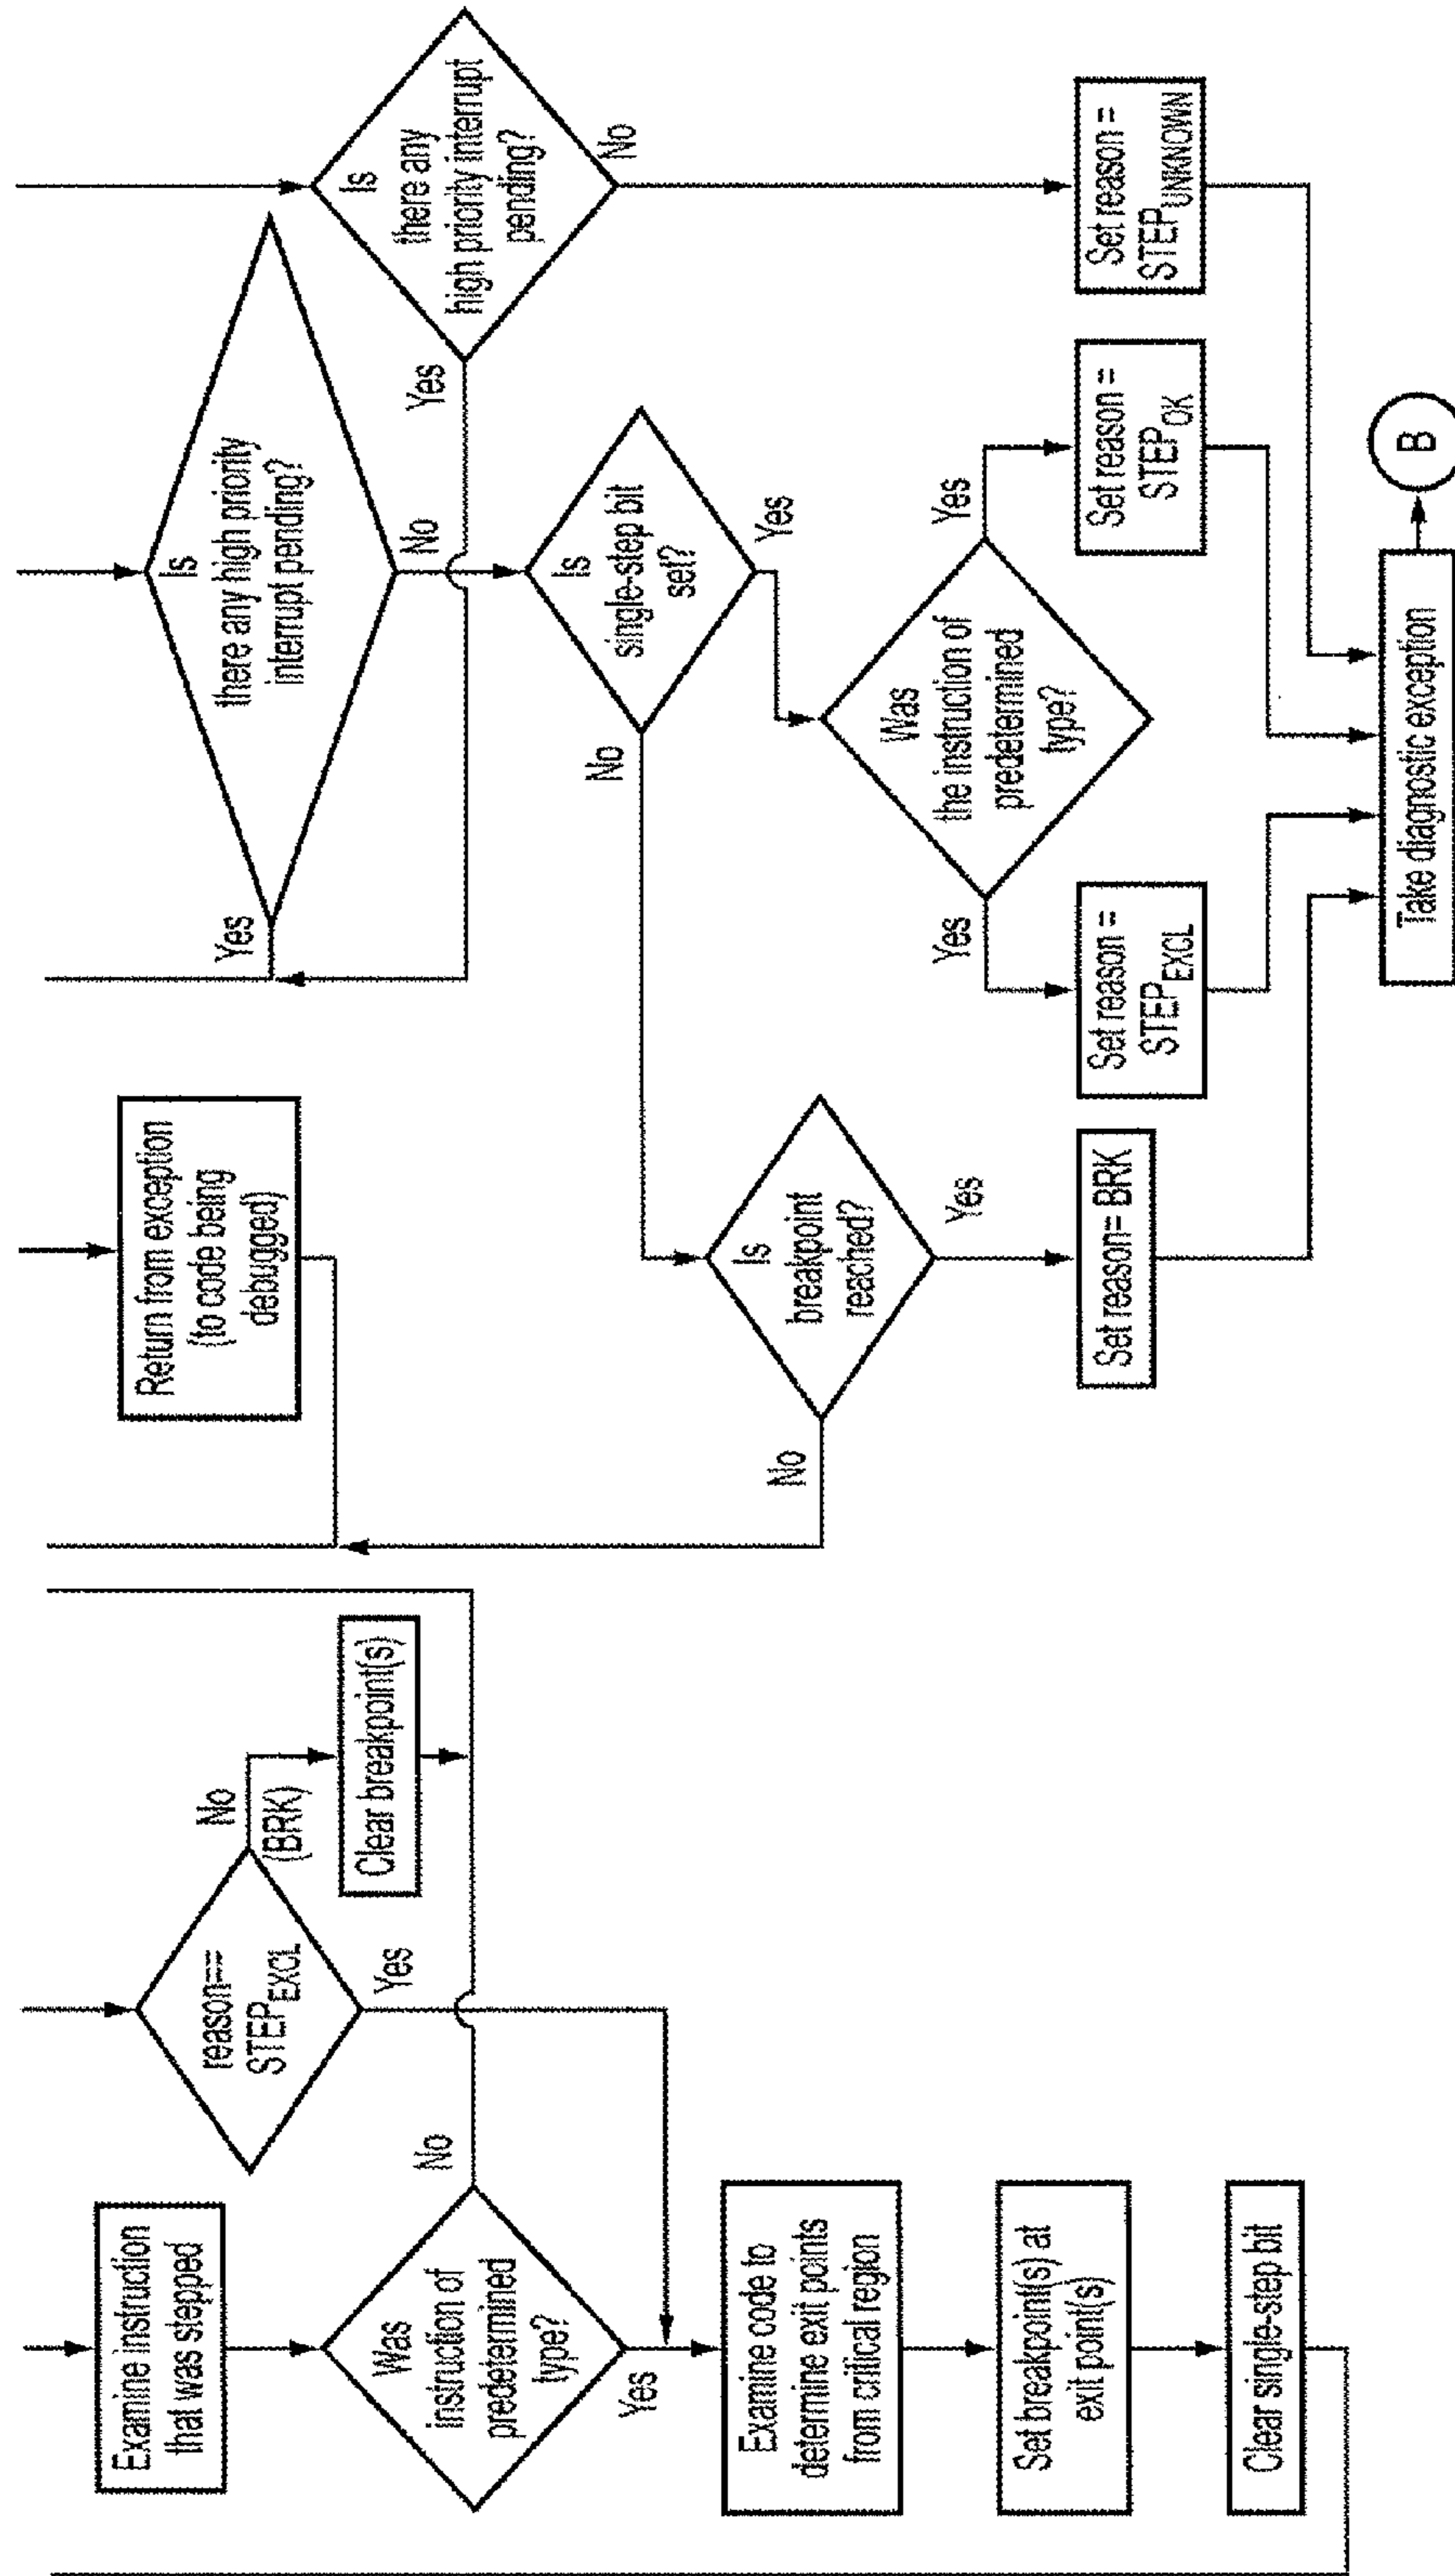 Examine instruction
that was stepped
Was
instruction of
predetermined
type?
No
Yes
Examine code to
determine exit points
from critical region
Set breakpoint(s) at
exit point(s)
Clear single-step bit
reason==
STEPEXCL
No
(BRK)
Yes
Clear breakpoint(s)
Return from exception
(to code being
debugged)
Is
there any high priority
interrupt pending?
Yes
No
Is
there any
high priority interrupt
pending?
Yes
No
Is
single-step bit
set?
No
Yes
Is
breakpoint
reached?
No
Yes
Was
the instruction of
predetermined
type?
Yes
Yes
Set reason= BRK
Set reason =
STEPEXCL
Set reason =
STEPOK
Set reason =
STEPUNKNOWN
Take diagnostic exception
B